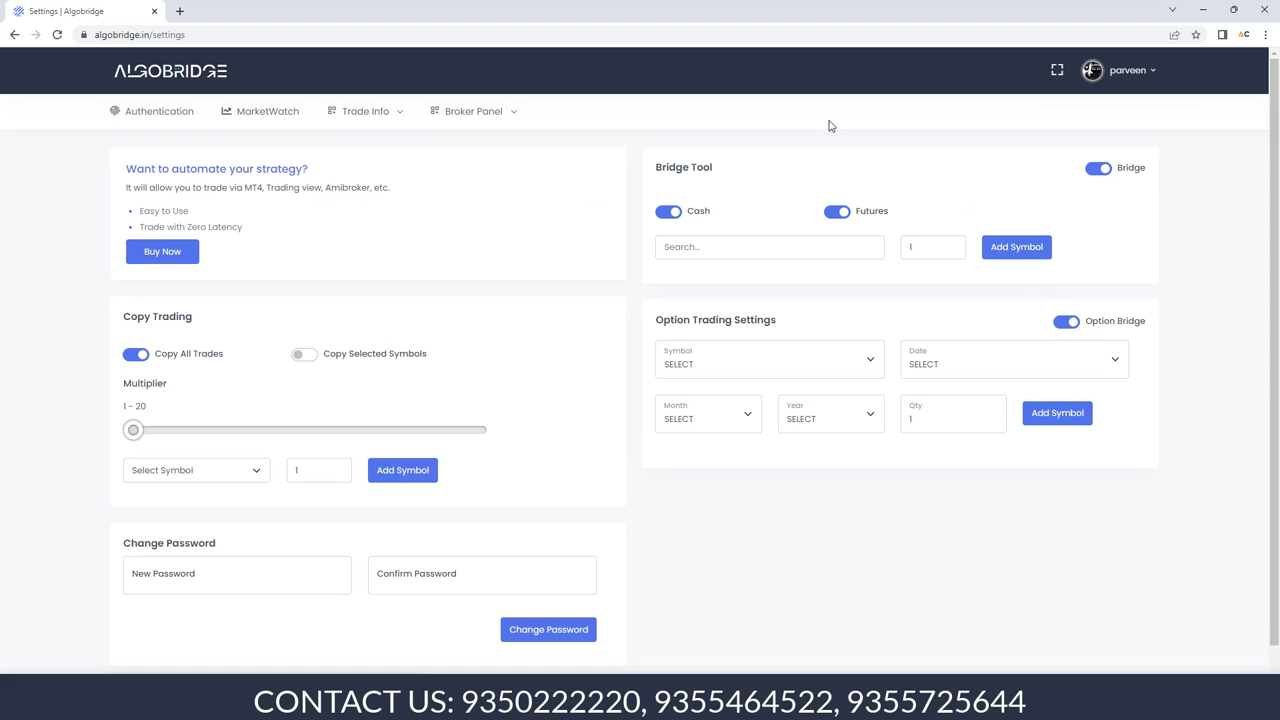 Settings | Algobridge
algobridge.in/settings
ALGOBRIDGE
parveen
Authentication
MarketWatch
Trade Info
Broker Panel
Want to automate your strategy?
It will allow you to trade via MT4, Trading view, Amibroker, etc.
Easy to Use
Trade with Zero Latency
Buy Now
Bridge Tool
Bridge
Cash
Futures
Search...
1
Add Symbol
Copy Trading
Copy All Trades
Copy Selected Symbols
Multiplier
1 - 20
Select Symbol
1
Add Symbol
Option Trading Settings
Option Bridge
Symbol
SELECT
Date
SELECT
Month
SELECT
Year
SELECT
Qty
1
Add Symbol
Change Password
New Password
Confirm Password
Change Password
CONTACT US: 9350222220, 9355464522, 9355725644